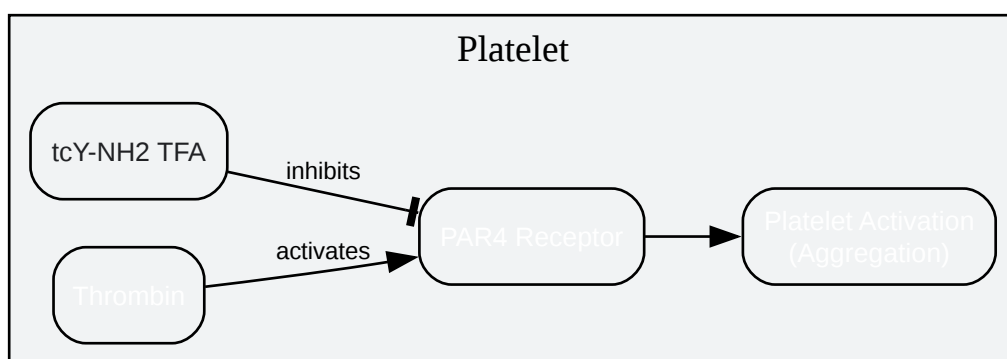 Platelet
tcY-NH2 TFA
inhibits
PAR4 Receptor
Platelet Activation
(Aggregation)
activates
Thrombin